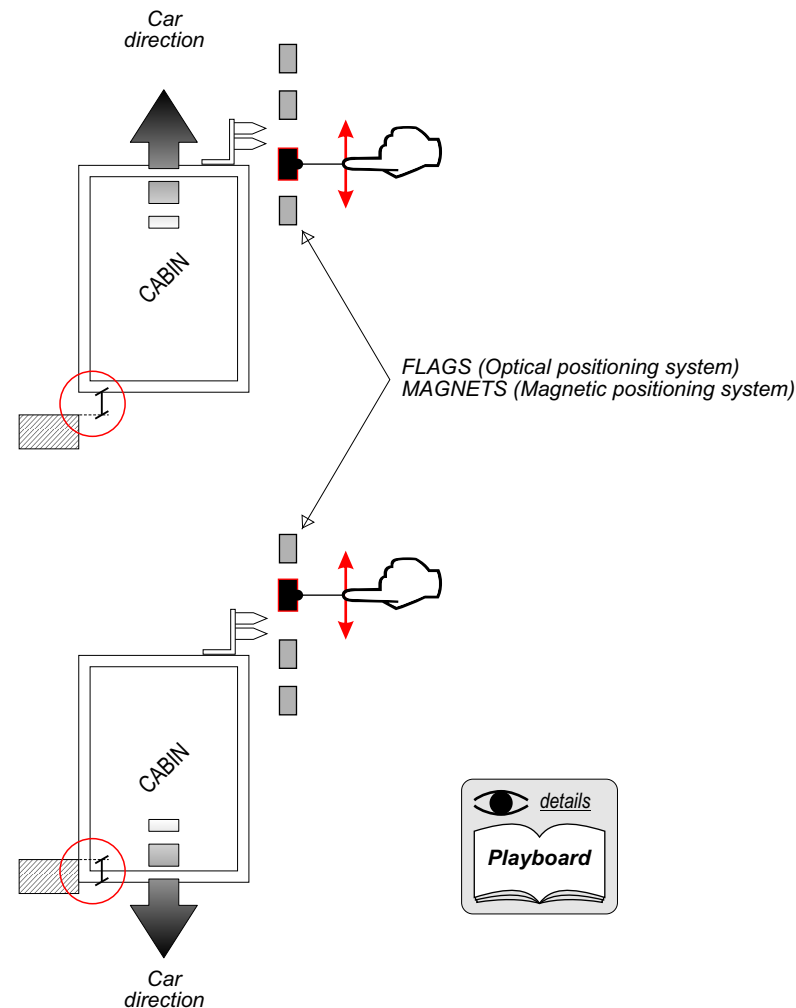 Car
direction
CABIN
FLAGS (Optical positioning system)
MAGNETS (Magnetic positioning system)
CABIN
details
Playboard
Car
direction